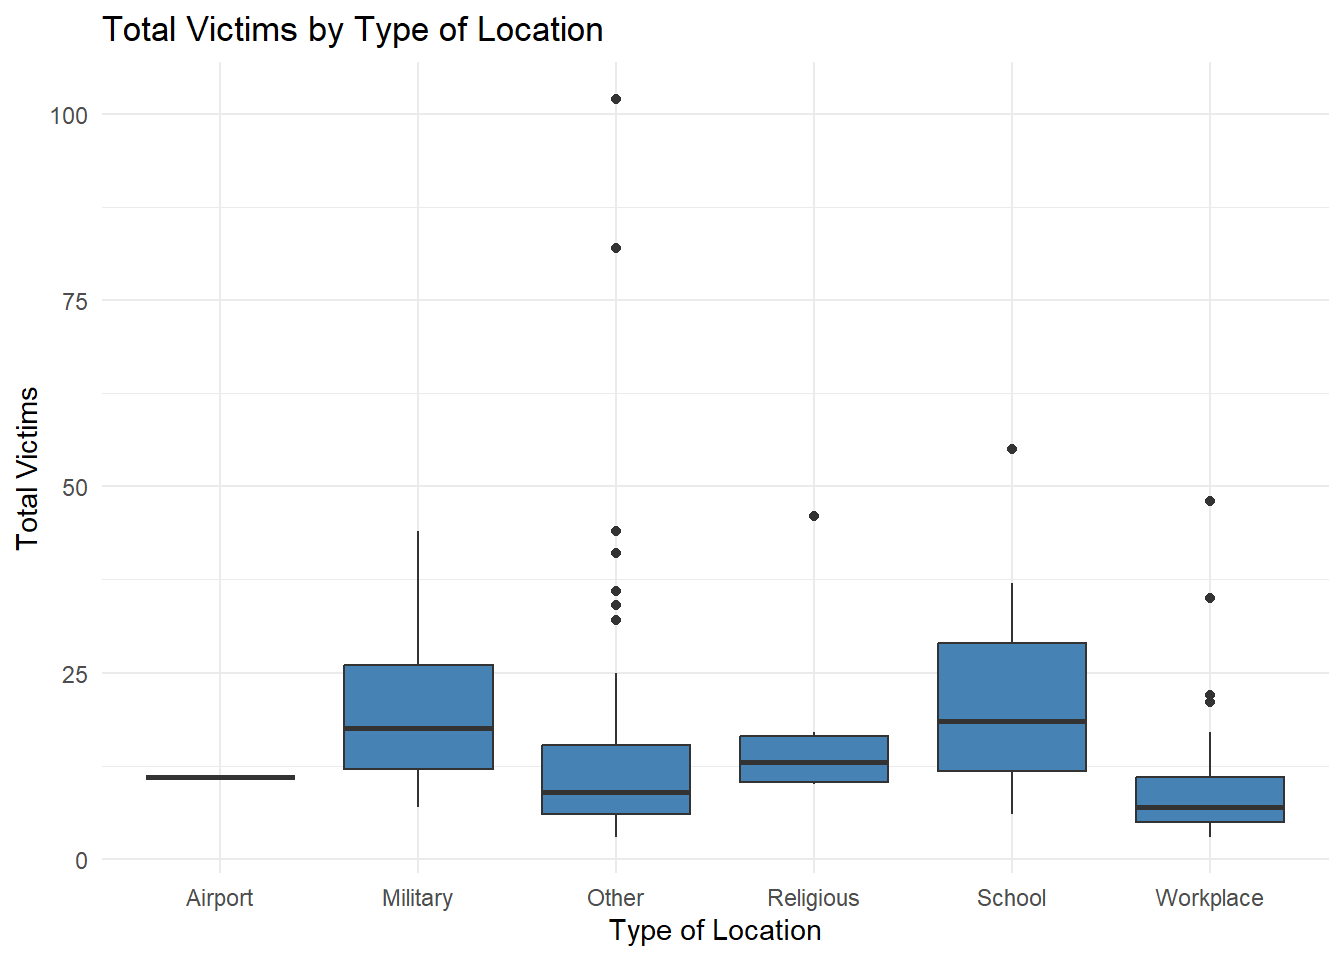 Total Victims by Type of Location
Total Victims
100
75
50
25
0
Airport Military Other Religious School Workplace
Type of Location